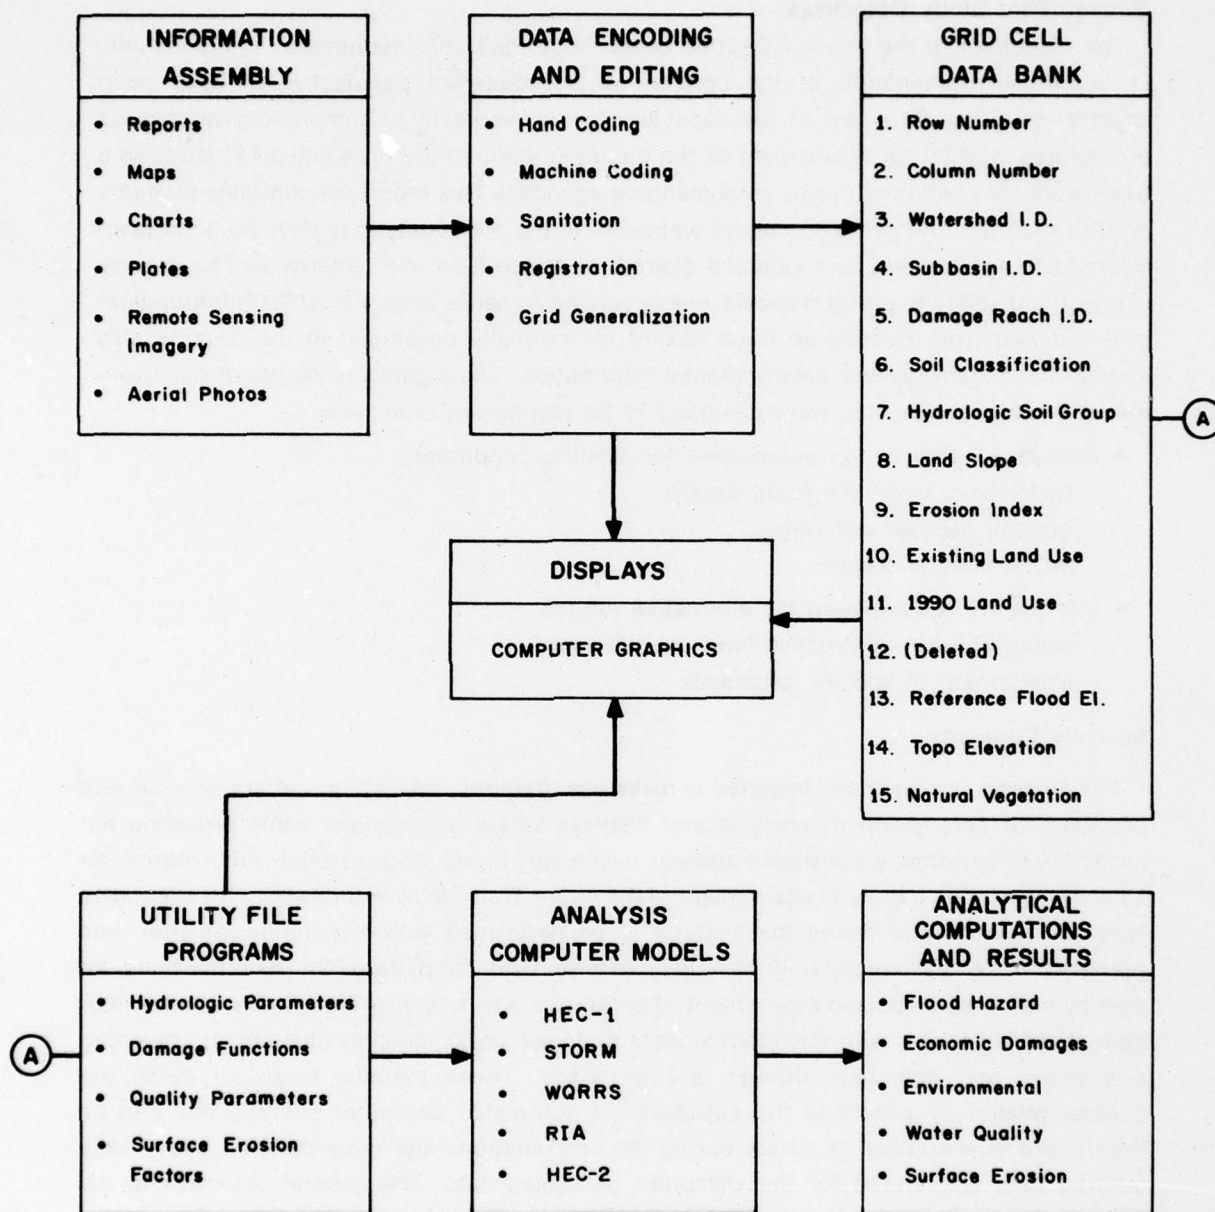 INFORMATION
ASSEMBLY
• Reports
• Maps
• Charts
• Plates
• Remote Sensing
Imagery
• Aerial Photos
DATA ENCODING
AND EDITING
• Hand Coding
• Machine Coding
• Sanitation
• Registration
• Grid Generalization
GRID CELL
DATA BANK
1. Row Number
2. Column Number
3. Watershed I.D.
4. Subbasin I.D.
5. Damage Reach I.D.
6. Soil Classification
7. Hydrologic Soil Group
8. Land Slope
9. Erosion Index
10. Existing Land Use
11. 1990 Land Use
12. (Deleted)
13. Reference Flood El.
14. Topo Elevation
15. Natural Vegetation
A
DISPLAYS
COMPUTER GRAPHICS
A
UTILITY FILE
PROGRAMS
• Hydrologic Parameters
• Damage Functions
• Quality Parameters
• Surface Erosion
Factors
ANALYSIS
COMPUTER MODELS
• HEC-1
• STORM
• WQRRS
• RIA
• HEC-2
ANALYTICAL
COMPUTATIONS
AND RESULTS
• Flood Hazard
• Economic Damages
• Environmental
• Water Quality
• Surface Erosion